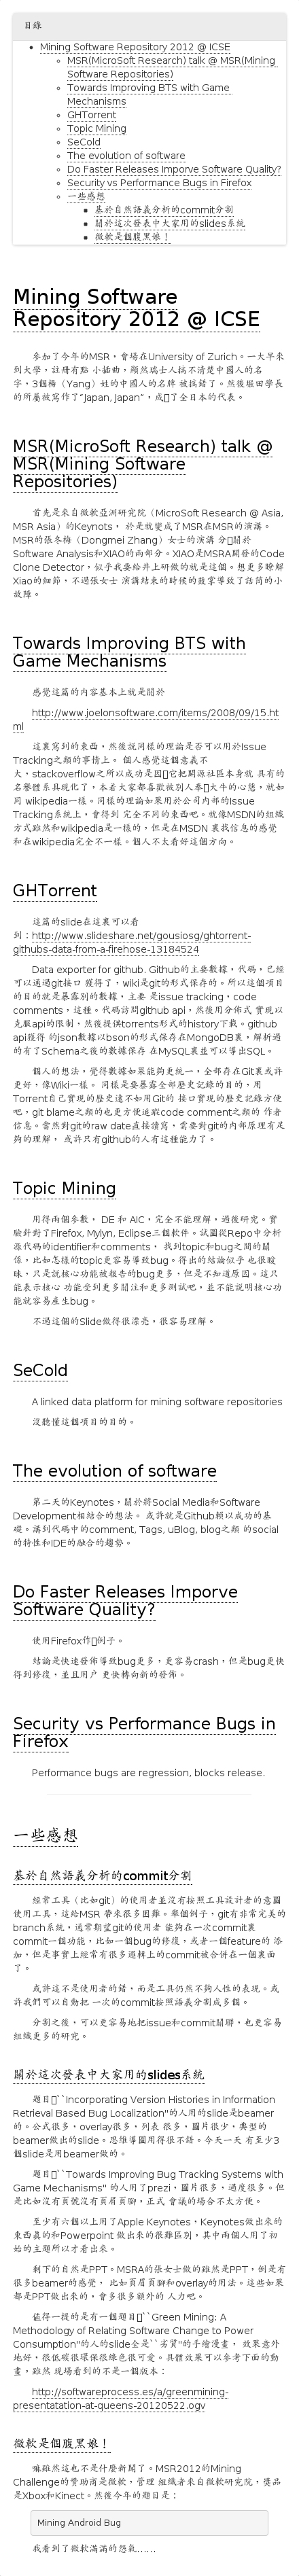 目錄
Mining Software Repository 2012 @ ICSE
MSR(MicroSoft Research) talk @ MSR(Mining
Software Repositories)
Towards Improving BTS with Game
Mechanisms
GHTorrent
Topic Mining
SeCold
The evolution of software
Do Faster Releases Imporve Software Quality?
Security vs Performance Bugs in Firefox
一些感想
基於自然語義分析的commit分割
關於這次發表中大家用的slides系統
微軟是個腹黑娘！
Mining Software
Repository 2012 @ ICSE
參加了今年的MSR，會場在University of Zurich。一大早來
到大學，註冊有點 小插曲，顯然瑞士人搞不清楚中國人的名
字，3個楊（Yang）姓的中國人的名牌 被搞錯了。然後堀田學長
的所屬被寫作了“Japan, Japan”，成了全日本的代表。
MSR(MicroSoft Research) talk @
MSR(Mining Software
Repositories)
首先是來自微軟亞洲研究院（MicroSoft Research @ Asia,
MSR Asia）的Keynots， 於是就變成了MSR在MSR的演講。
MSR的張冬梅（Dongmei Zhang）女士的演講 分關於
Software Analysis和XIAO的兩部分。XIAO是MSRA開發的Code
Clone Detector，似乎我要給井上研做的就是這個。想更多瞭解
Xiao的細節，不過張女士 演講結束的時候的鼓掌導致了話筒的小
故障。
Towards Improving BTS with
Game Mechanisms
感覺這篇的內容基本上就是關於
http://www.joelonsoftware.com/items/2008/09/15.ht
ml
這裏寫到的東西，然後說同樣的理論是否可以用於Issue
Tracking之類的事情上。 個人感覺這個意義不
大，stackoverflow之所以成功是因它把開源社區本身就 具有的
名譽體系具現化了，本着大家都喜歡被別人奉大牛的心態，就如
同 wikipedia一樣。同樣的理論如果用於公司內部的Issue
Tracking系統上，會得到 完全不同的東西吧。就像MSDN的組織
方式雖然和wikipedia是一樣的，但是在MSDN 裏找信息的感覺
和在wikipedia完全不一樣。個人不太看好這個方向。
GHTorrent
這篇的slide在這裏可以看
到：http://www.slideshare.net/gousiosg/ghtorrent-
githubs-data-from-a-firehose-13184524
Data exporter for github. Github的主要數據，代碼，已經
可以透過git接口 獲得了，wiki是git的形式保存的。所以這個項目
的目的就是暴露別的數據，主要 是issue tracking，code
comments，這種。代碼訪問github api，然後用分佈式 實現以
克服api的限制，然後提供torrents形式的history下載。github
api獲得 的json數據以bson的形式保存在MongoDB裏，解析過
的有了Schema之後的數據保存 在MySQL裏並可以導出SQL。
個人的想法，覺得數據如果能夠更統一，全部存在Git裏或許
更好，像Wiki一樣。 同樣是要暴露全部歷史記錄的目的，用
Torrent自己實現的歷史遠不如用Git的 接口實現的歷史記錄方便
吧，git blame之類的也更方便追蹤code comment之類的 作者
信息。當然對git的raw date直接讀寫，需要對git的內部原理有足
夠的理解， 或許只有github的人有這種能力了。
Topic Mining
用得兩個參數， DE 和 AIC，完全不能理解，過後研究。實
驗針對了Firefox, Mylyn, Eclipse三個軟件。試圖從Repo中分析
源代碼的identifier和comments， 找到topic和bug之間的關
係，比如怎樣的topic更容易導致bug。得出的結論似乎 也很曖
昧，只是說核心功能被報告的bug更多，但是不知道原因。這只
能表示核心 功能受到更多關注和更多測試吧，並不能說明核心功
能就容易產生bug。
不過這個的Slide做得很漂亮，很容易理解。
SeCold
A linked data platform for mining software repositories
沒聽懂這個項目的目的。
The evolution of software
第二天的Keynotes，關於將Social Media和Software
Development相結合的想法。 或許就是Github賴以成功的基
礎。講到代碼中的comment, Tags, uBlog, blog之類 的social
的特性和IDE的融合的趨勢。
Do Faster Releases Imporve
Software Quality?
使用Firefox作例子。
結論是快速發佈導致bug更多，更容易crash，但是bug更快
得到修復，並且用户 更快轉向新的發佈。
Security vs Performance Bugs in
Firefox
Performance bugs are regression, blocks release.
一些感想
基於自然語義分析的commit分割
經常工具（比如git）的使用者並沒有按照工具設計者的意圖
使用工具，這給MSR 帶來很多困難。舉個例子，git有非常完美的
branch系統，通常期望git的使用者 能夠在一次commit裏
commit一個功能，比如一個bug的修復，或者一個feature的 添
加，但是事實上經常有很多邏輯上的commit被合併在一個裏面
了。
或許這不是使用者的錯，而是工具仍然不夠人性的表現。或
許我們可以自動把 一次的commit按照語義分割成多個。
分割之後，可以更容易地把issue和commit關聯，也更容易
組織更多的研究。
關於這次發表中大家用的slides系統
題目``Incorporating Version Histories in Information
Retrieval Based Bug Localization''的人用的slide是beamer
的。公式很多，overlay很多，列表 很多，圖片很少，典型的
beamer做出的slide。思維導圖用得很不錯。今天一天 有至少3
個slide是用beamer做的。
題目``Towards Improving Bug Tracking Systems with
Game Mechanisms'' 的人用了prezi，圖片很多，過度很多。但
是比如沒有頁號沒有頁眉頁腳，正式 會議的場合不太方便。
至少有六個以上用了Apple Keynotes，Keynotes做出來的
東西真的和Powerpoint 做出來的很難區別，其中兩個人用了初
始的主題所以才看出來。
剩下的自然是PPT。MSRA的張女士做的雖然是PPT，倒是有
很多beamer的感覺， 比如頁眉頁腳和overlay的用法。這些如果
都是PPT做出來的，會多很多額外的 人力吧。
值得一提的是有一個題目``Green Mining: A
Methodology of Relating Software Change to Power
Consumption''的人的slide全是``劣質''的手繪漫畫， 效果意外
地好，很低碳很環保很綠色很可愛。具體效果可以參考下面的動
畫，雖然 現場看到的不是一個版本：
http://softwareprocess.es/a/greenmining-
presentatation-at-queens-20120522.ogv
微軟是個腹黑娘！
嘛雖然這也不是什麼新聞了。MSR2012的Mining
Challenge的贊助商是微軟，管理 組織者來自微軟研究院，獎品
是Xbox和Kinect。然後今年的題目是：
Mining Android Bug
我看到了微軟滿滿的怨氣……